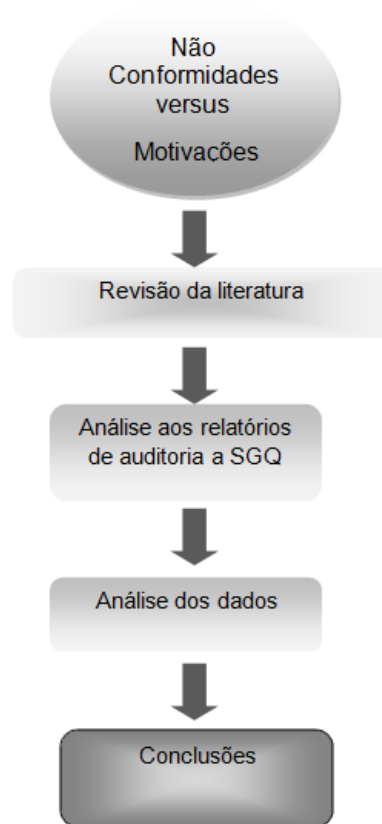 Não
Conformidades
versus
Motivações
Revisão da literatura
Análise aos relatórios
de auditoria a SGQ
Análise dos dados
Conclusões